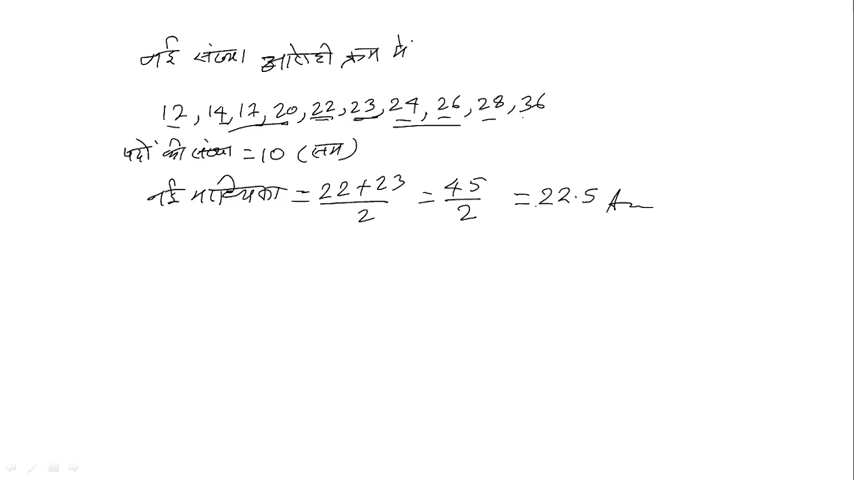 नई संख्या आरोही क्रम में
12, 14, 17, 20, 22, 23, 24, 26, 28, 36
पदों की संख्या = 10 (सम)
नई माध्यिका = 22+23/2 = 45/2 = 22.5 Ans